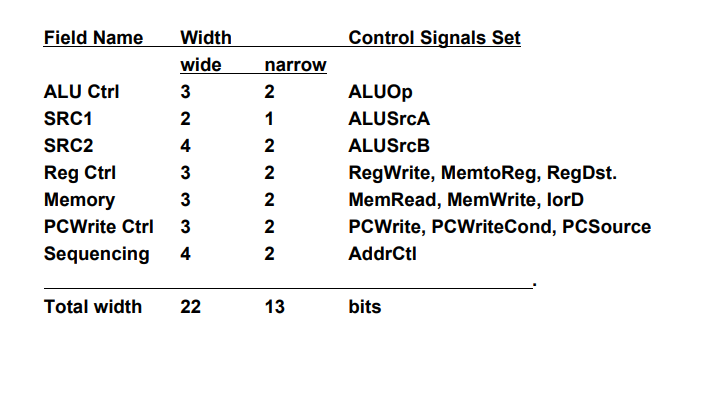 Field Name Width Control Signals Set
wide narrow
ALU Ctrl 3 2 ALUOp
SRC1 2 1 ALUSrcA
SRC2 4 2 ALUSrcB
Reg Ctrl 3 2 RegWrite, MemtoReg, RegDst.
Memory 3 2 MemRead, MemWrite, IorD
PCWrite Ctrl 3 2 PCWrite, PCWriteCond, PCSource
Sequencing 4 2 AddrCtl
.
Total width 22 13 bits